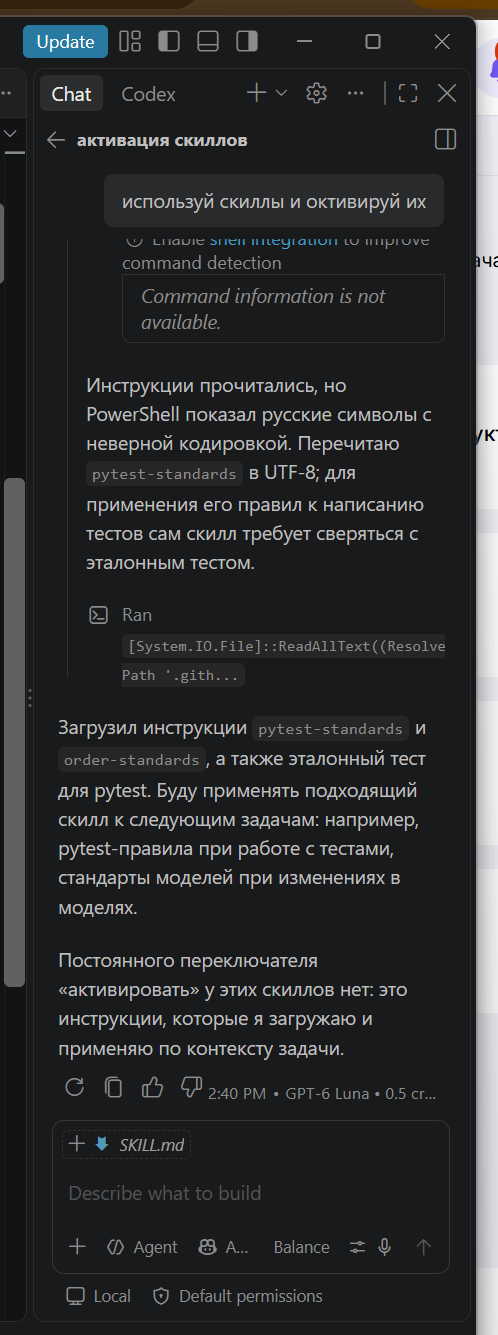 Update
Chat Codex
активация скиллов
используй скиллы и октивируй их
Enable shell integration to improve
command detection
Command information is not
available.
Инструкции прочитались, но
PowerShell показал русские символы с
неверной кодировкой. Перечитаю
pytest-standards в UTF-8; для
применения его правил к написанию
тестов сам скилл требует сверяться с
эталонным тестом.
Ran
[System.IO.File]::ReadAllText((Resolve
Path '.gith...
Загрузил инструкции pytest-standards и
order-standards, а также эталонный тест
для pytest. Буду применять подходящий
скилл к следующим задачам: например,
pytest-правила при работе с тестами,
стандарты моделей при изменениях в
моделях.
Постоянного переключателя
«активировать» у этих скиллов нет: это
инструкции, которые я загружаю и
применяю по контексту задачи.
2:40 PM • GPT-6 Luna • 0.5 cr...
SKILL.md
Describe what to build
Agent A... Balance
Local Default permissions